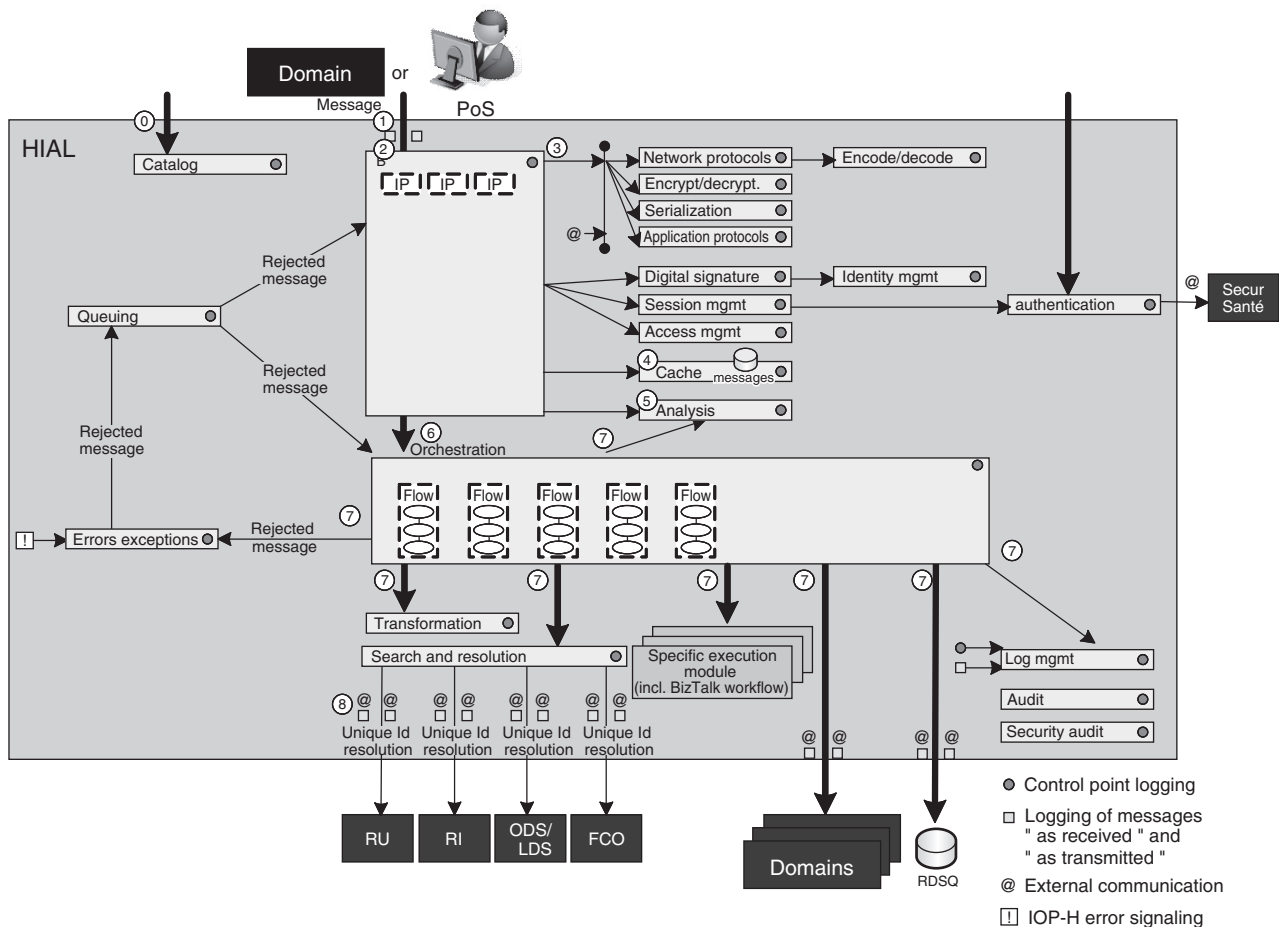 Domain
or
Message
PoS
HIAL
0
1
2
3
B
Catalog
IP IP IP
Network protocols
Encode/decode
Encrypt/decrypt.
Serialization
@
Application protocols
Rejected
message
Digital signature
Identity mgmt
@
Secur
Santé
Queuing
Session mgmt
authentication
Access mgmt
Rejected
message
4
Cache
messages
5
Analysis
Rejected
message
6
7
Orchestration
Flow Flow Flow Flow Flow
7
!
Errors exceptions
Rejected
message
7
7
7
7
7
7
Transformation
Search and resolution
Specific execution
module
(incl. BizTalk workflow)
Log mgmt
Audit
Security audit
8
@ @ @ @ @ @ @ @
Unique Id
resolution
Unique Id
resolution
Unique Id
resolution
Unique Id
resolution
@ @ @ @
RU
RI
ODS/
LDS
FCO
Domains
RDSQ
Control point logging
Logging of messages
" as received " and
" as transmitted "
@ External communication
! IOP-H error signaling